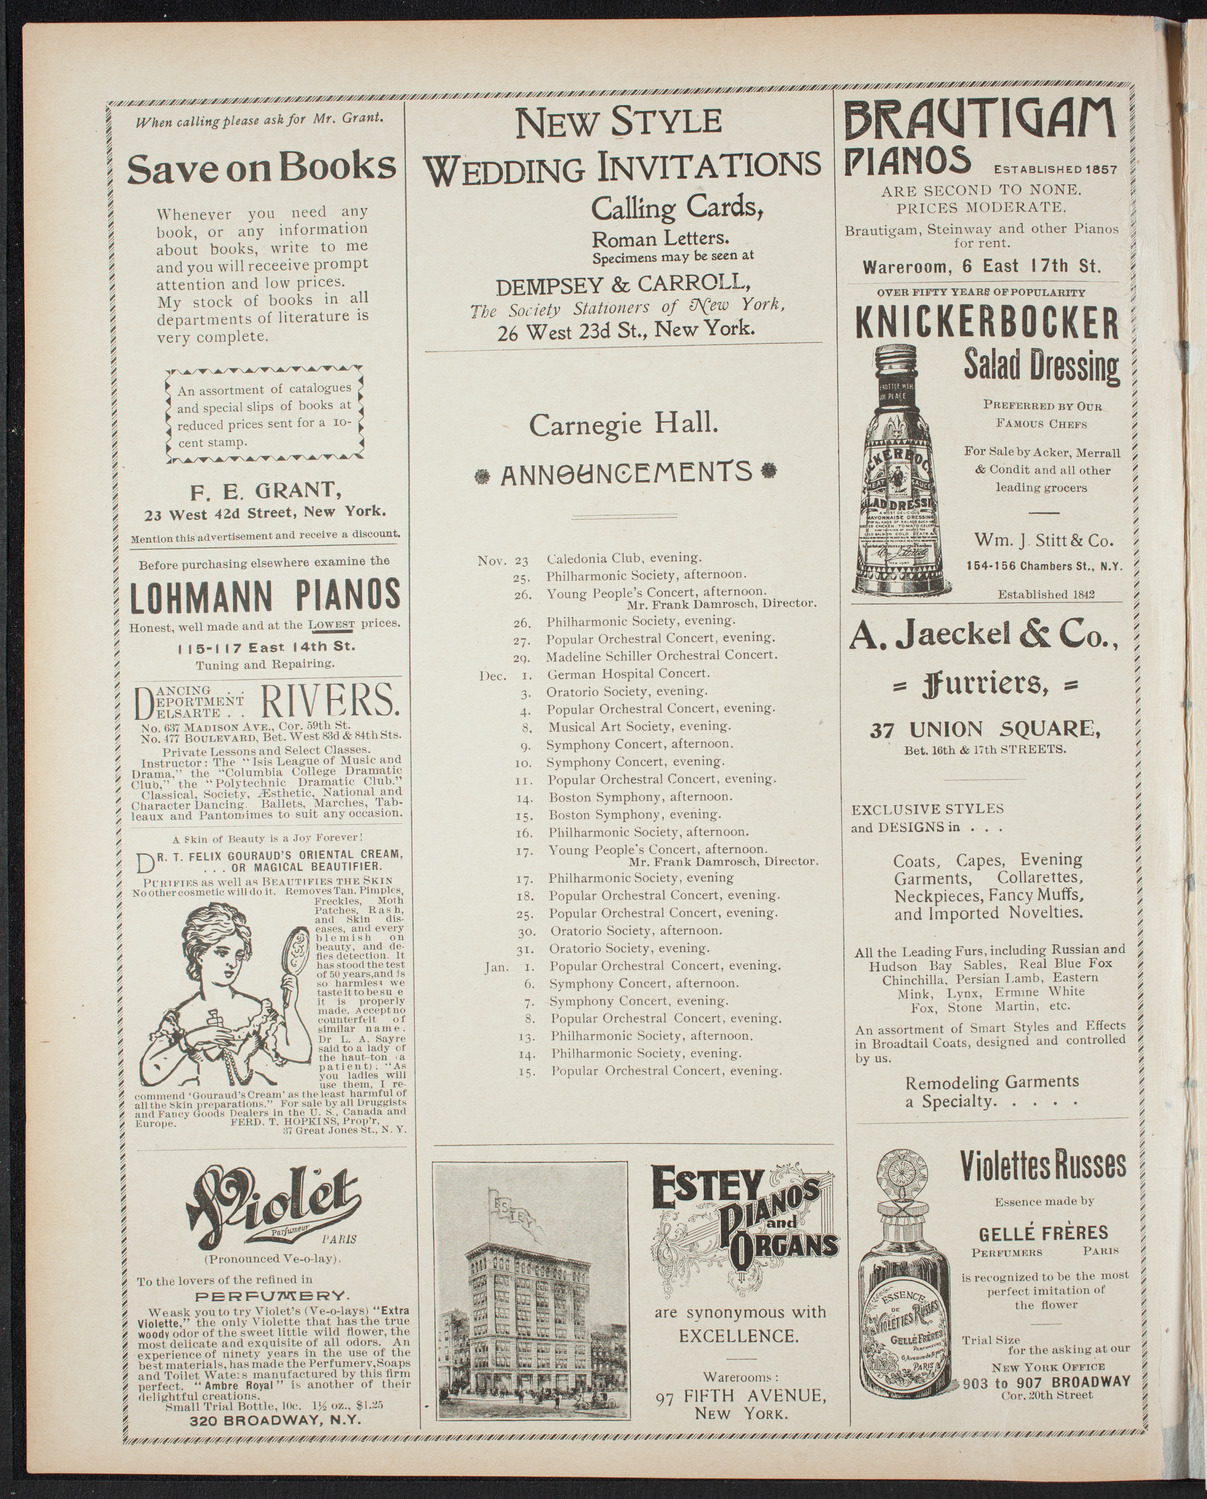 When calling please ask for Mr. Grant.
Save on Books
Whenever you need any
book, or any information
about books, write to me
and you will receeive prompt
attention and low prices.
My stock of books in all
departments of literature is
very complete.
An assortment of catalogues
and special slips of books at
reduced prices sent for a 10-
cent stamp.
F. E. GRANT,
23 West 42d Street, New York.
Mention this advertisement and receive a discount.
Before purchasing elsewhere examine the
LOHMANN PIANOS
Honest, well made and at the LOWEST prices.
115-117 East 14th St.
Tuning and Repairing.
DANCING . .
DEPORTMENT
DELSARTE . .
RIVERS.
No. 637 MADISON AVE., Cor. 59th St.
No. 477 BOULEVARD, Bet. West 83d & 84th Sts.
Private Lessons and Select Classes.
Instructor: The "Isis League of Music and
Drama," the "Columbia College Dramatic
Club," the "Polytechnic Dramatic Club."
Classical, Society, Æsthetic, National and
Character Dancing. Ballets, Marches, Tab-
leaux and Pantomimes to suit any occasion.
A Skin of Beauty is a Joy Forever!
DR. T. FELIX GOURAUD'S ORIENTAL CREAM,
. . . OR MAGICAL BEAUTIFIER.
PURIFIES as well as BEAUTIFIES THE SKIN
No other cosmetic will do it. Removes Tan, Pimples,
Freckles, Moth
Patches, Rash,
and Skin dis-
eases, and every
blemish on
beauty, and de-
fies detection. It
has stood the test
of 50 years, and is
so harmless we
taste it to be su e
it is properly
made. Accept no
counterfeit of
similar name.
Dr L. A. Sayre
said to a lady of
the haut-ton (a
patient): "As
you ladies will
use them, I re-
commend 'Gouraud's Cream' as the least harmful of
all the Skin preparations." For sale by all Druggists
and Fancy Goods Dealers in the U. S., Canada and
Europe. FERD. T. HOPKINS, Prop'r,
37 Great Jones St., N. Y.
Violet
Parfumeur
PARIS
(Pronounced Ve-o-lay).
To the lovers of the refined in
PERFUMERY.
We ask you to try Violet's (Ve-o-lays) "Extra
Violette," the only Violette that has the true
woody odor of the sweet little wild flower, the
most delicate and exquisite of all odors. An
experience of ninety years in the use of the
best materials, has made the Perfumery, Soaps
and Toilet Waters manufactured by this firm
perfect. "Ambre Royal" is another of their
delightful creations.
Small Trial Bottle, 10c. 1½ oz., $1.25
320 BROADWAY, N.Y.
NEW STYLE
WEDDING INVITATIONS
Calling Cards,
Roman Letters.
Specimens may be seen at
DEMPSEY & CARROLL,
The Society Stationers of New York,
26 West 23d St., New York.
Carnegie Hall.
ANNOUNCEMENTS
Nov. 23 Caledonia Club, evening.
25. Philharmonic Society, afternoon.
26. Young People's Concert, afternoon.
Mr. Frank Damrosch, Director.
26. Philharmonic Society, evening.
27. Popular Orchestral Concert, evening.
29. Madeline Schiller Orchestral Concert.
Dec. 1. German Hospital Concert.
3. Oratorio Society, evening.
4. Popular Orchestral Concert, evening.
8. Musical Art Society, evening.
9. Symphony Concert, afternoon.
10. Symphony Concert, evening.
11. Popular Orchestral Concert, evening.
14. Boston Symphony, afternoon.
15. Boston Symphony, evening.
16. Philharmonic Society, afternoon.
17. Young People's Concert, afternoon.
Mr. Frank Damrosch, Director.
17. Philharmonic Society, evening
18. Popular Orchestral Concert, evening.
25. Popular Orchestral Concert, evening.
30. Oratorio Society, afternoon.
31. Oratorio Society, evening.
Jan. 1. Popular Orchestral Concert, evening.
6. Symphony Concert, afternoon.
7. Symphony Concert, evening.
8. Popular Orchestral Concert, evening.
13. Philharmonic Society, afternoon.
14. Philharmonic Society, evening.
15. Popular Orchestral Concert, evening.
ESTEY
ESTEY
PIANOS
and
ORGANS
are synonymous with
EXCELLENCE.
Warerooms:
97 FIFTH AVENUE,
NEW YORK.
BRAUTIGAM
PIANOS ESTABLISHED 1857
ARE SECOND TO NONE.
PRICES MODERATE.
Brautigam, Steinway and other Pianos
for rent.
Wareroom, 6 East 17th St.
OVER FIFTY YEARS OF POPULARITY
KNICKERBOCKER
Salad Dressing
PREFERRED BY OUR
FAMOUS CHEFS
For Sale by Acker, Merrall
& Condit and all other
leading grocers
Wm. J. Stitt & Co.
154-156 Chambers St., N.Y.
Established 1842
A. Jaeckel & Co.,
= Furriers, =
37 UNION SQUARE,
Bet. 16th & 17th STREETS.
EXCLUSIVE STYLES
and DESIGNS in . . .
Coats, Capes, Evening
Garments, Collarettes,
Neckpieces, Fancy Muffs,
and Imported Novelties.
All the Leading Furs, including Russian and
Hudson Bay Sables, Real Blue Fox
Chinchilla, Persian Lamb, Eastern
Mink, Lynx, Ermine White
Fox, Stone Martin, etc.
An assortment of Smart Styles and Effects
in Broadtail Coats, designed and controlled
by us.
Remodeling Garments
a Specialty. . . . .
Violettes Russes
Essence made by
GELLÉ FRÈRES
PERFUMERS PARIS
is recognized to be the most
perfect imitation of
the flower
Trial Size
for the asking at our
NEW YORK OFFICE
903 to 907 BROADWAY
Cor. 20th Street
ESSENCE
DE
VIOLETTES RUSSES
GELLÉ FRÈRES
PARIS